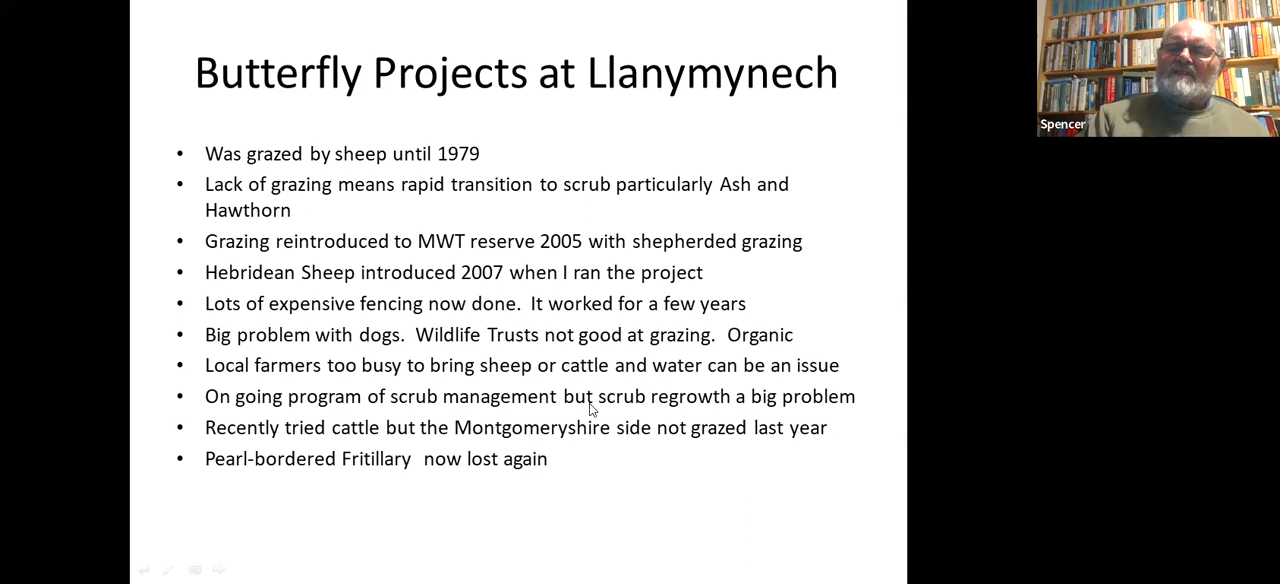 Butterfly Projects at Llanymynech
• Was grazed by sheep until 1979
• Lack of grazing means rapid transition to scrub particularly Ash and
Hawthorn
• Grazing reintroduced to MWT reserve 2005 with shepherded grazing
• Hebridean Sheep introduced 2007 when I ran the project
• Lots of expensive fencing now done. It worked for a few years
• Big problem with dogs. Wildlife Trusts not good at grazing. Organic
• Local farmers too busy to bring sheep or cattle and water can be an issue
• On going program of scrub management but scrub regrowth a big problem
• Recently tried cattle but the Montgomeryshire side not grazed last year
• Pearl-bordered Fritillary now lost again
Spencer